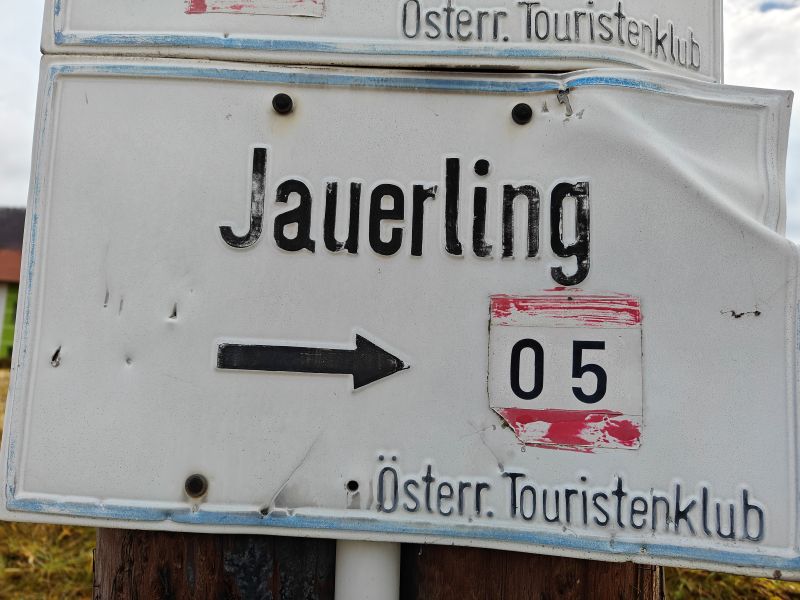 Österr. Touristenklub
Jauerling
05
Österr. Touristenklub